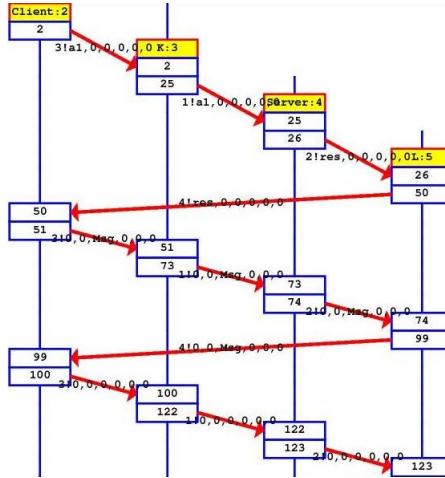 Client:2
2
3!a1,0,0,0,0,0
K:3
2
25
1!a1,0,0,0,0,0
Server:4
25
26
2!res,0,0,0,0,0
L:5
26
50
4!res,0,0,0,0,0
50
51
3!0,0,Msg,0,0,0
51
73
1!0,0,Msg,0,0,0
73
74
2!0,0,Msg,0,0,0
74
99
4!0,0,Msg,0,0,0
99
100
3!0,0,0,0,0,0
100
122
1!0,0,0,0,0,0
122
123
2!0,0,0,0,0,0
123